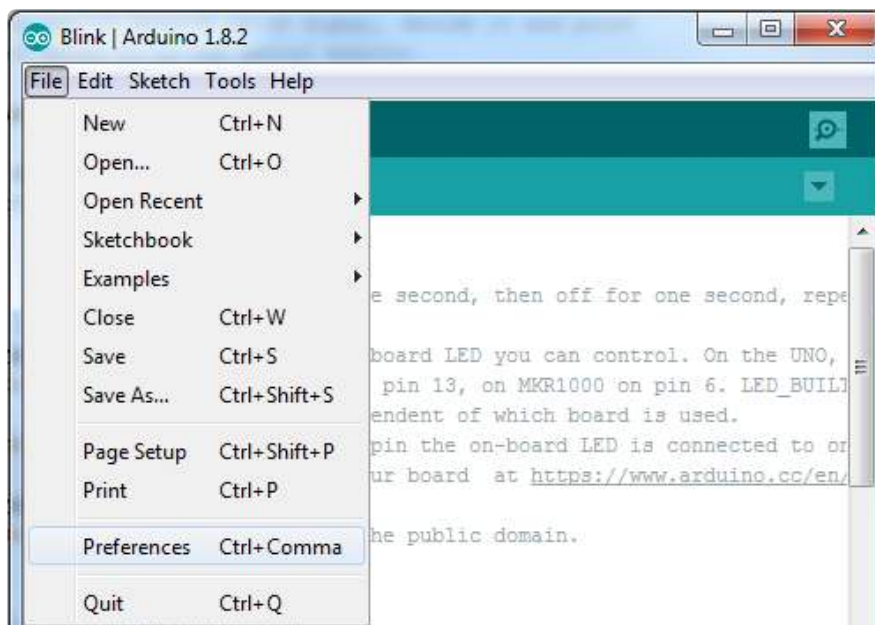 Blink | Arduino 1.8.2
File Edit Sketch Tools Help
New Ctrl+N
Open... Ctrl+O
Open Recent
Sketchbook
Examples
Close Ctrl+W
Save Ctrl+S
Save As... Ctrl+Shift+S
Page Setup Ctrl+Shift+P
Print Ctrl+P
Preferences Ctrl+Comma
Quit Ctrl+Q
e second, then off for one second, repe
board LED you can control. On the UNO,
pin 13, on MKR1000 on pin 6. LED_BUILT
endent of which board is used.
pin the on-board LED is connected to on
ur board at https://www.arduino.cc/en/
he public domain.